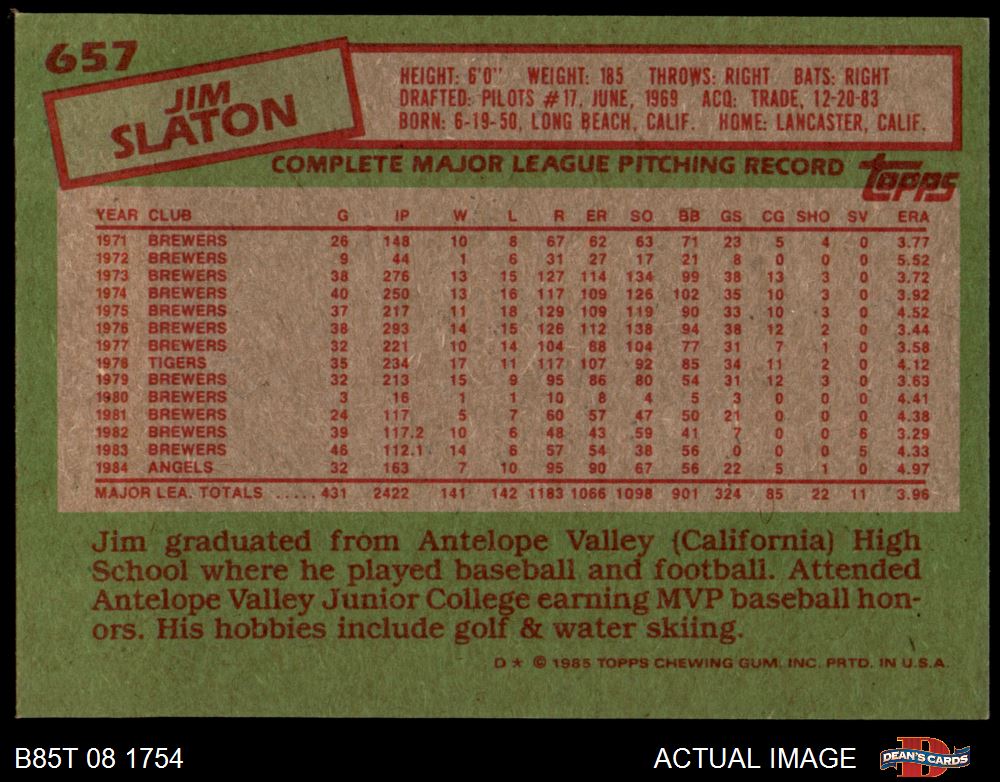 657
JIM
SLATON
HEIGHT: 6'0" WEIGHT: 185 THROWS: RIGHT BATS: RIGHT
DRAFTED: PILOTS #17, JUNE, 1969 ACQ: TRADE, 12-20-83
BORN: 6-19-50, LONG BEACH, CALIF. HOME: LANCASTER, CALIF.
COMPLETE MAJOR LEAGUE PITCHING RECORD
Topps
YEAR CLUB G IP W L R ER SO BB GS CG SHO SV ERA
1971 BREWERS 26 148 10 8 67 62 63 71 23 5 4 0 3.77
1972 BREWERS 9 44 1 6 31 27 17 21 8 0 0 0 5.52
1973 BREWERS 38 276 13 15 127 114 134 99 38 13 3 0 3.72
1974 BREWERS 40 250 13 16 117 109 126 102 35 10 3 0 3.92
1975 BREWERS 37 217 11 18 129 109 119 90 33 10 3 0 4.52
1976 BREWERS 38 293 14 15 126 112 138 94 38 12 2 0 3.44
1977 BREWERS 32 221 10 14 104 88 104 77 31 7 1 0 3.58
1978 TIGERS 35 234 17 11 117 107 92 85 34 11 2 0 4.12
1979 BREWERS 32 213 15 9 95 86 80 54 31 12 3 0 3.63
1980 BREWERS 3 16 1 1 10 8 4 5 3 0 0 0 4.41
1981 BREWERS 24 117 5 7 60 57 47 50 21 0 0 0 4.38
1982 BREWERS 39 117.2 10 6 48 43 59 41 7 0 0 6 3.29
1983 BREWERS 46 112.1 14 6 57 54 38 56 0 0 0 5 4.33
1984 ANGELS 32 163 7 10 95 90 67 56 22 5 1 0 4.97
MAJOR LEA. TOTALS ..... 431 2422 141 142 1183 1066 1098 901 324 85 22 11 3.96
Jim graduated from Antelope Valley (California) High
School where he played baseball and football. Attended
Antelope Valley Junior College earning MVP baseball hon-
ors. His hobbies include golf & water skiing.
D * © 1985 TOPPS CHEWING GUM, INC. PRTD. IN U.S.A.
B85T 08 1754
ACTUAL IMAGE
DEAN'S CARDS